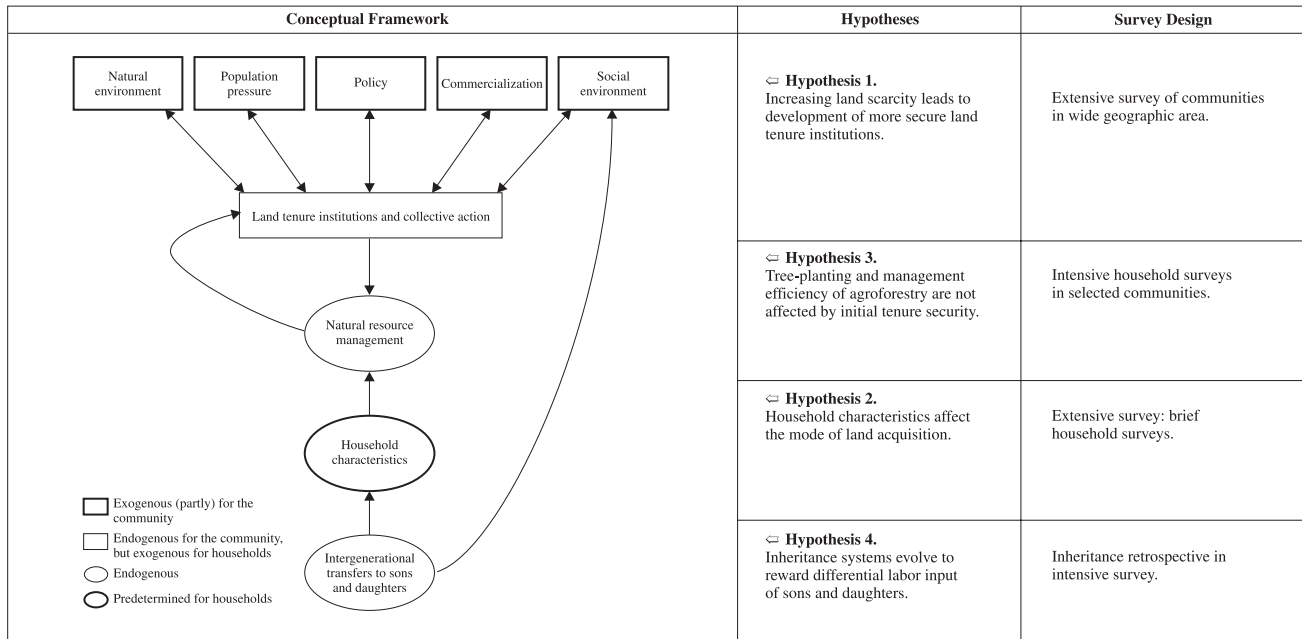 Conceptual Framework
Hypotheses
Survey Design
Natural
environment
Population
pressure
Policy
Commercialization
Social
environment
Land tenure institutions and collective action
Natural resource
management
Household
characteristics
Intergenerational
transfers to sons
and daughters
Exogenous (partly) for the
community
Endogenous for the community,
but exogenous for households
Endogenous
Predetermined for households
⇦ Hypothesis 1.
Increasing land scarcity leads to
development of more secure land
tenure institutions.
Extensive survey of communities
in wide geographic area.
⇦ Hypothesis 3.
Tree-planting and management
efficiency of agroforestry are not
affected by initial tenure security.
Intensive household surveys
in selected communities.
⇦ Hypothesis 2.
Household characteristics affect
the mode of land acquisition.
Extensive survey: brief
household surveys.
⇦ Hypothesis 4.
Inheritance systems evolve to
reward differential labor input
of sons and daughters.
Inheritance retrospective in
intensive survey.